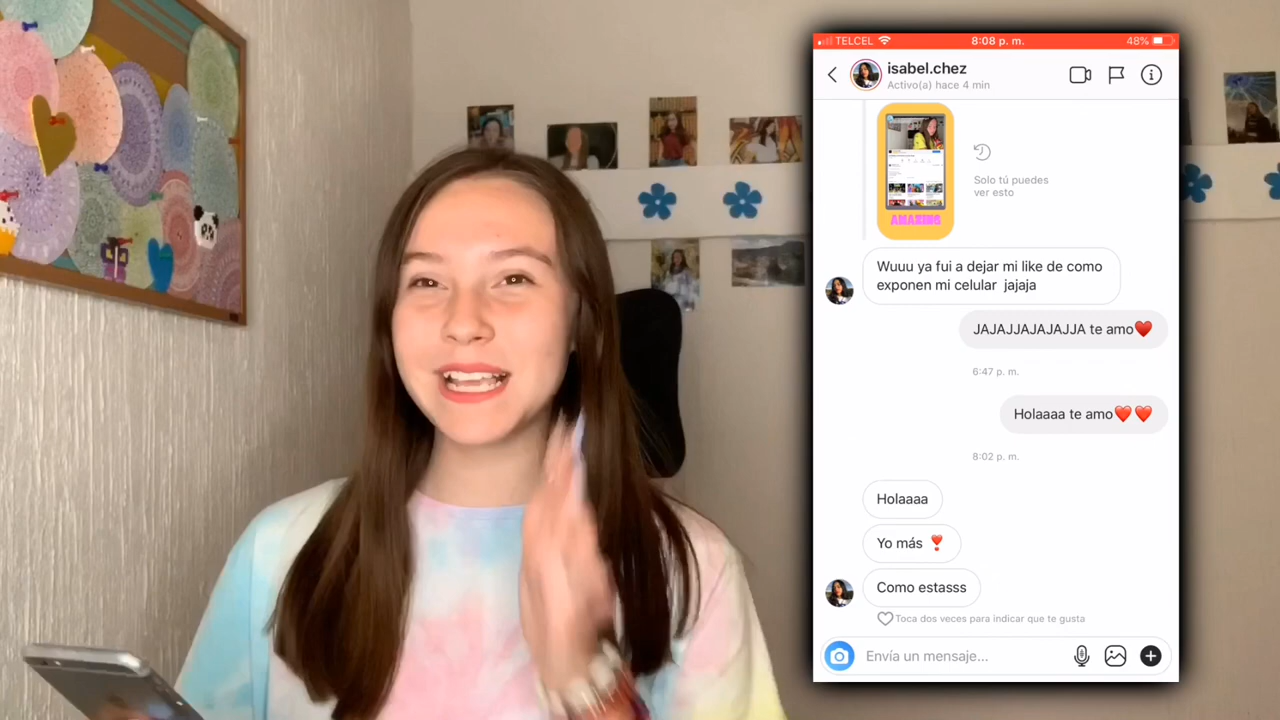 TELCEL 8:08 p. m. 48%
isabel.chez
Activo(a) hace 4 min
AMAZING
Solo tú puedes
ver esto
Wuuu ya fui a dejar mi like de como
exponen mi celular jajaja
JAJAJJAJAJAJJA te amo❤️
6:47 p. m.
Holaaaa te amo❤️❤️
8:02 p. m.
Holaaaa
Yo más ❣️
Como estasss
Toca dos veces para indicar que te gusta
Envía un mensaje...